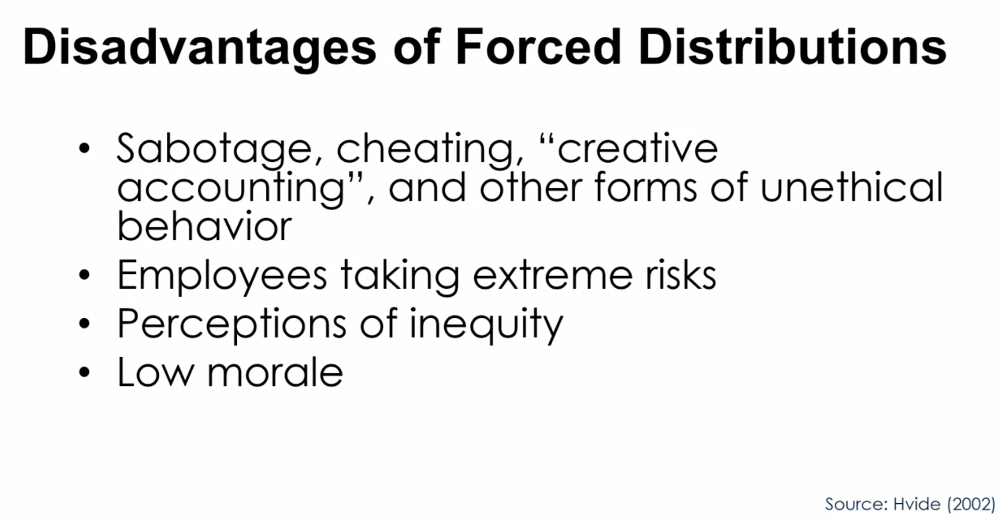 Disadvantages of Forced Distributions
• Sabotage, cheating, “creative
accounting”, and other forms of unethical
behavior
• Employees taking extreme risks
• Perceptions of inequity
• Low morale
Source: Hvide (2002)